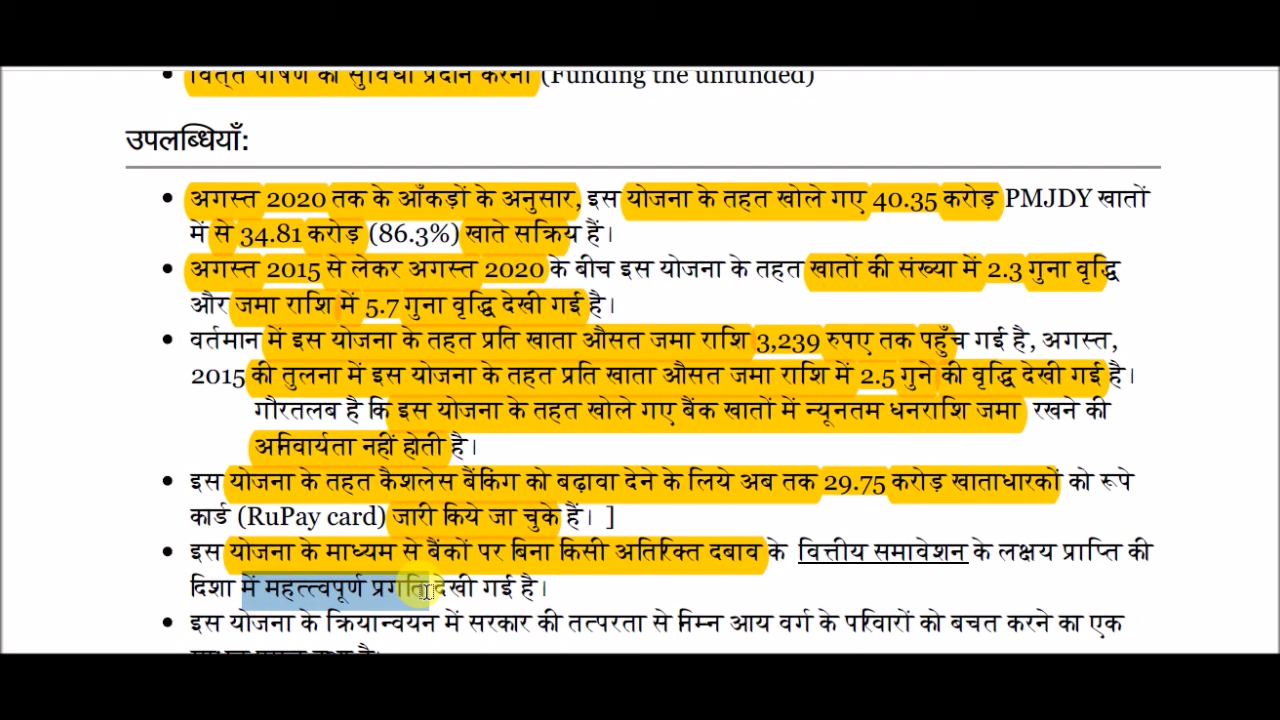 वित्त पोषण की सुविधा प्रदान करना (Funding the unfunded)
उपलब्धियाँ:
अगस्त 2020 तक के आँकड़ों के अनुसार, इस योजना के तहत खोले गए 40.35 करोड़ PMJDY खातों
में से 34.81 करोड़ (86.3%) खाते सक्रिय हैं।
अगस्त 2015 से लेकर अगस्त 2020 के बीच इस योजना के तहत खातों की संख्या में 2.3 गुना वृद्धि
और जमा राशि में 5.7 गुना वृद्धि देखी गई है।
वर्तमान में इस योजना के तहत प्रति खाता औसत जमा राशि 3,239 रुपए तक पहुँच गई है, अगस्त,
2015 की तुलना में इस योजना के तहत प्रति खाता औसत जमा राशि में 2.5 गुने की वृद्धि देखी गई है।
गौरतलब है कि इस योजना के तहत खोले गए बैंक खातों में न्यूनतम धनराशि जमा रखने की
अनिवार्यता नहीं होती है।
इस योजना के तहत कैशलेस बैंकिंग को बढ़ावा देने के लिये अब तक 29.75 करोड़ खाताधारकों को रूपे
कार्ड (RuPay card) जारी किये जा चुके हैं। ]
इस योजना के माध्यम से बैंकों पर बिना किसी अतिरिक्त दबाव के वित्तीय समावेशन के लक्षय प्राप्ति की
दिशा में महत्त्वपूर्ण प्रगति देखी गई है।
इस योजना के क्रियान्वयन में सरकार की तत्परता से निम्न आय वर्ग के परिवारों को बचत करने का एक